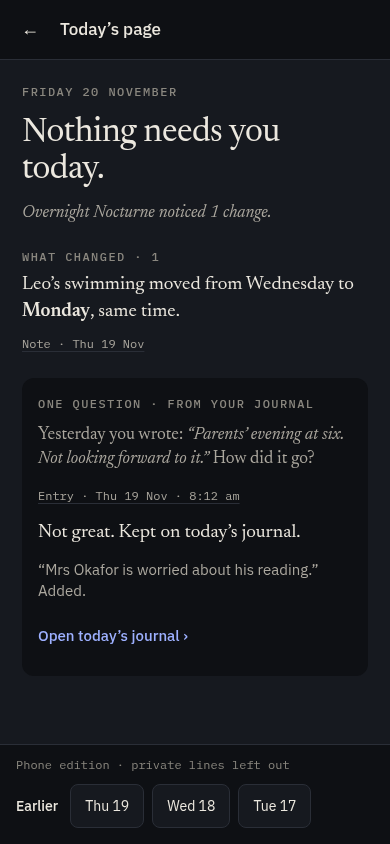 ← Today’s page
FRIDAY 20 NOVEMBER
Nothing needs you
today.
Overnight Nocturne noticed 1 change.
WHAT CHANGED · 1
Leo’s swimming moved from Wednesday to
Monday, same time.
Note · Thu 19 Nov
ONE QUESTION · FROM YOUR JOURNAL
Yesterday you wrote: “Parents’ evening at six.
Not looking forward to it.” How did it go?
Entry · Thu 19 Nov · 8:12 am
Not great. Kept on today’s journal.
“Mrs Okafor is worried about his reading.”
Added.
Open today’s journal ›
Phone edition · private lines left out
Earlier Thu 19 Wed 18 Tue 17